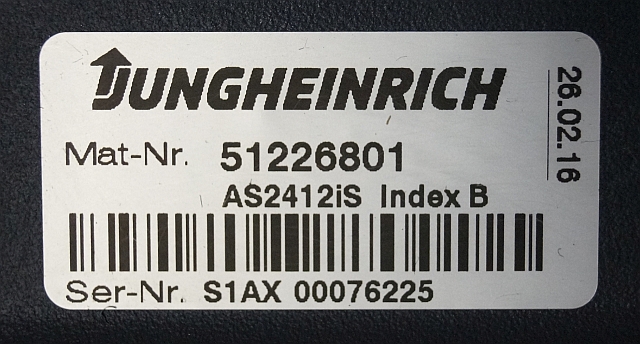 JUNGHEINRICH
Mat-Nr. 51226801
AS2412iS Index B
Ser-Nr. S1AX 00076225
26.02.16